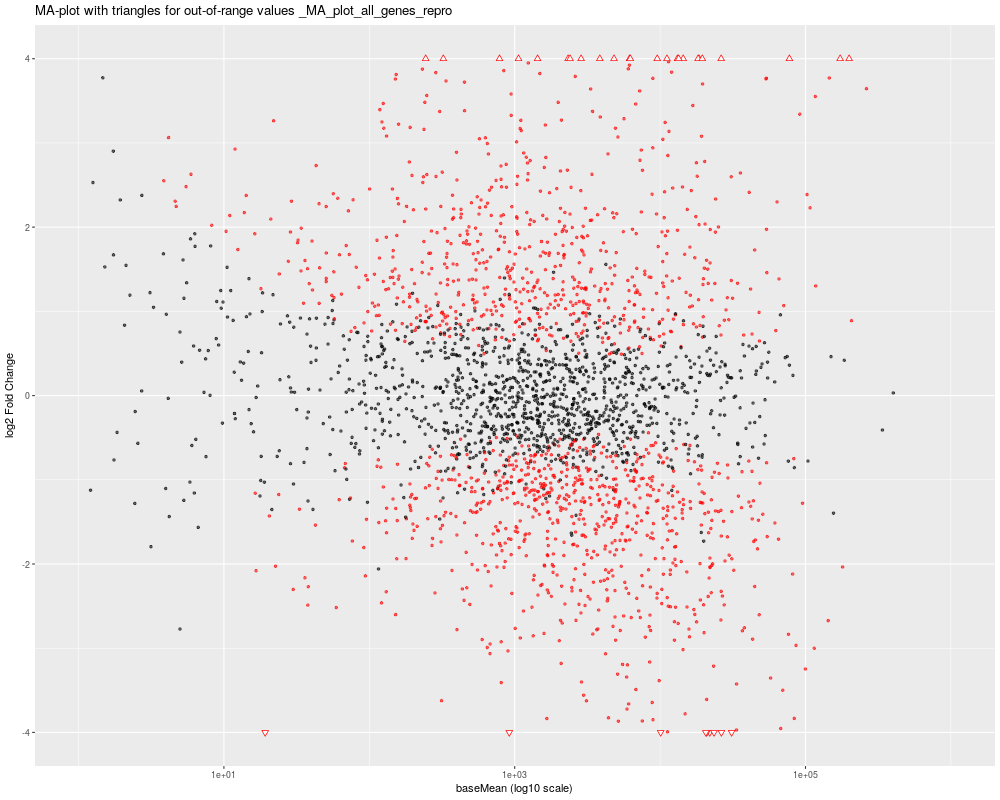 MA-plot with triangles for out-of-range values _MA_plot_all_genes_repro
4
2
0
-2
-4
log2 Fold Change
1e+01
1e+03
1e+05
baseMean (log10 scale)